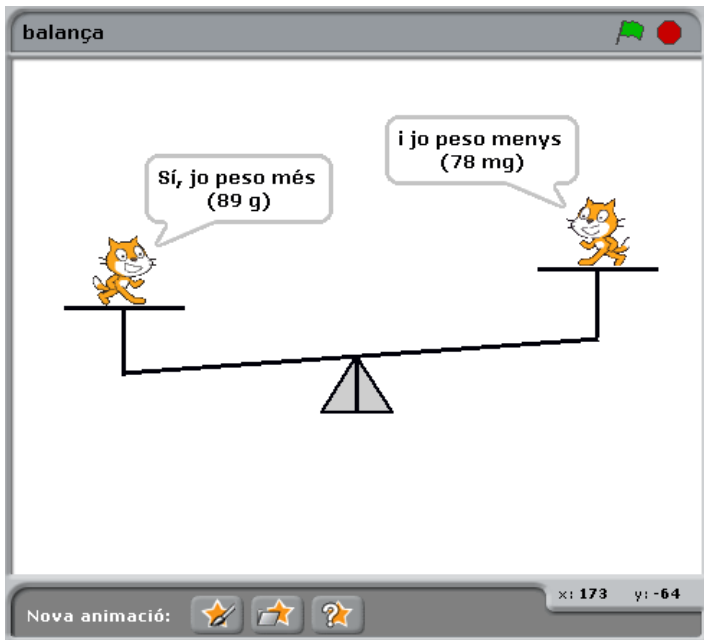 balança
i jo peso menys
(78 mg)
Sí, jo peso més
(89 g)
x: 173 y: -64
Nova animació: